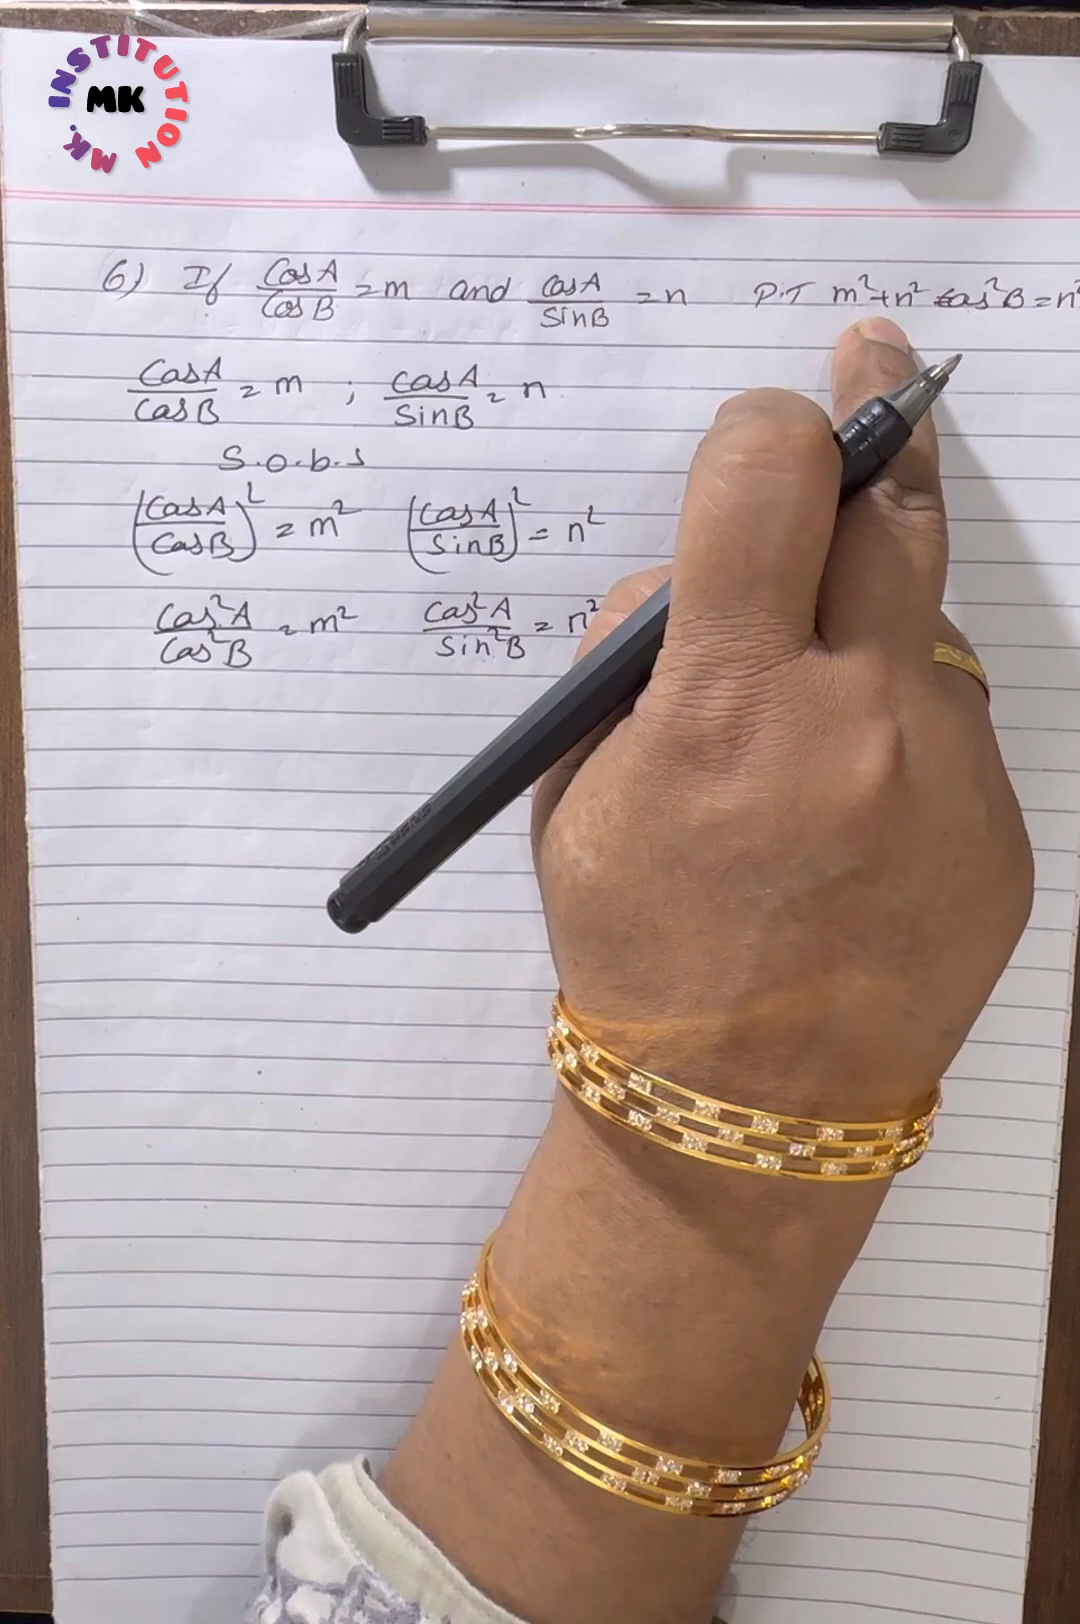 MK. INSTITUTION
MK
6) If CosA/CosB = m and CosA/SinB = n P.T m²+n² Cos²B = n²
CosA/CosB = m ; CosA/SinB = n.
S.O.b.s
(CosA/CosB)² = m² (CosA/SinB)² = n²
Cos²A/Cos²B = m² Cos²A/Sin²B = n²